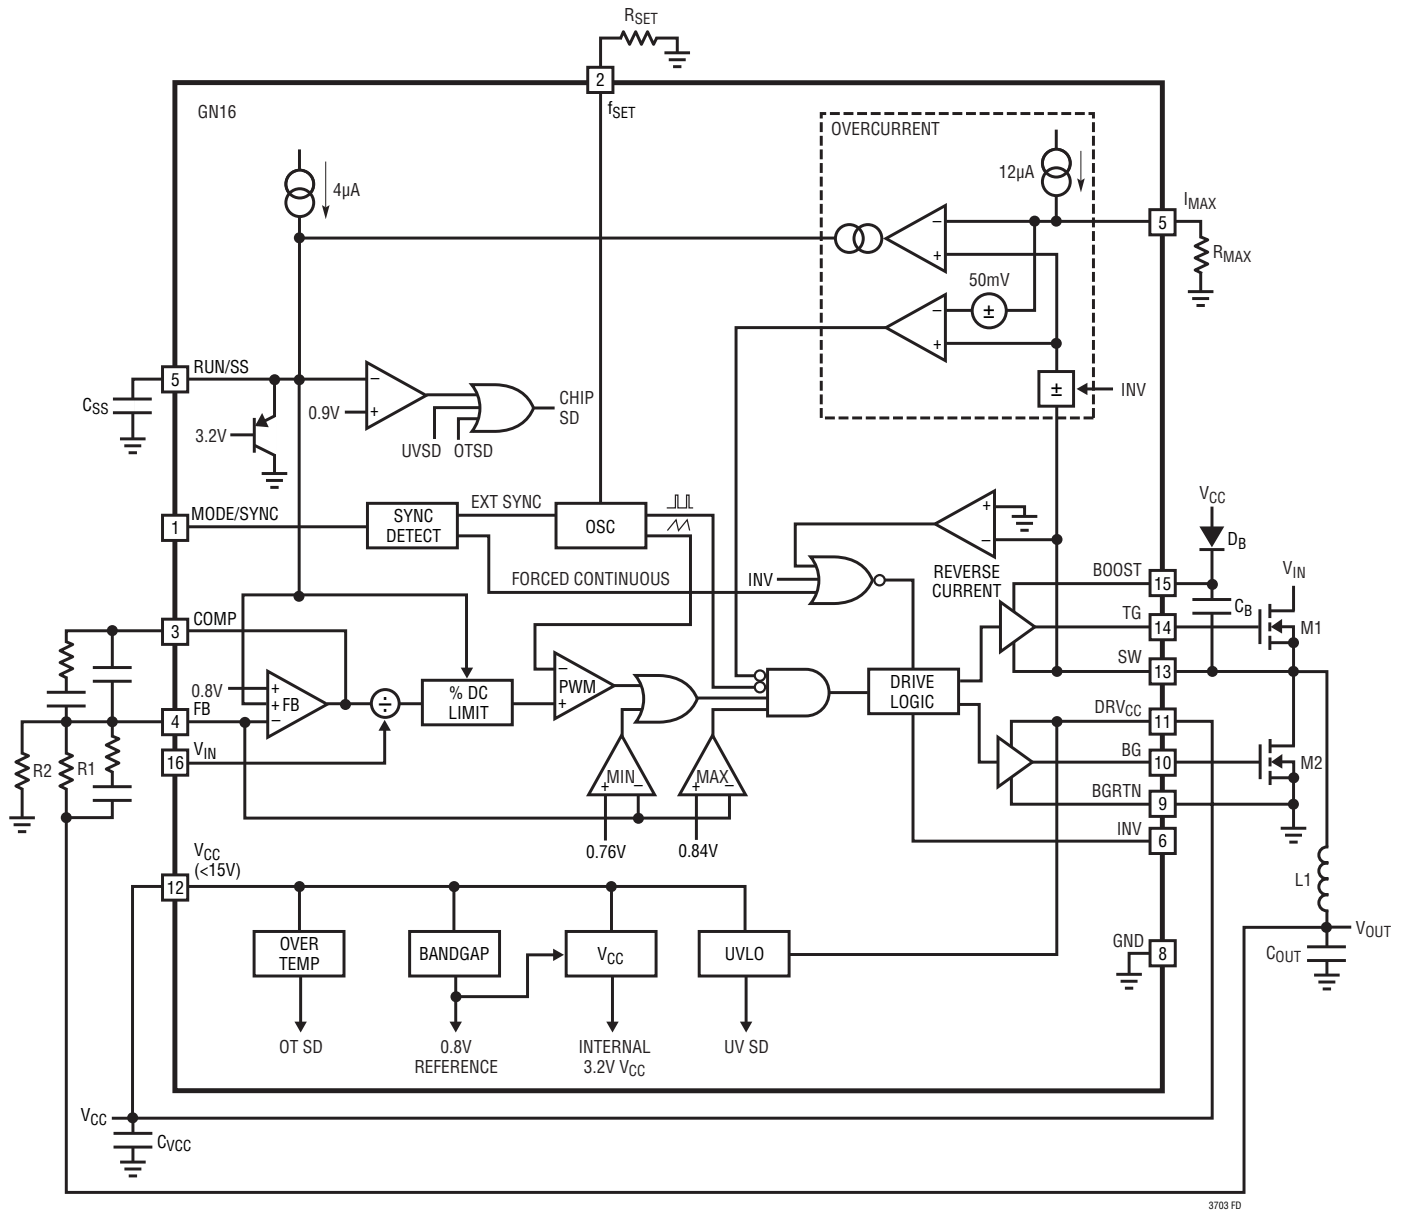 RSET
2
GN16
fSET
OVERCURRENT
4µA
12µA
IMAX
5
–
+
RMAX
50mV
±
–
+
RUN/SS
5
CSS
–
0.9V
+
3.2V
CHIP
SD
UVSD OTSD
±
INV
MODE/SYNC
1
SYNC
DETECT
EXT SYNC
OSC
FORCED CONTINUOUS
INV
+
–
REVERSE
CURRENT
VCC
DB
BOOST
15
VIN
CB
TG
14
M1
COMP
3
SW
13
0.8V
+
+ FB
–
FB
4
÷
% DC
LIMIT
–
PWM
+
DRIVE
LOGIC
DRVCC
11
BG
10
M2
VIN
16
R2
R1
MIN
+ –
MAX
+ –
BGRTN
9
INV
6
0.76V
0.84V
VCC
(<15V)
12
L1
OVER
TEMP
BANDGAP
VCC
UVLO
GND
8
VOUT
COUT
OT SD
0.8V
REFERENCE
INTERNAL
3.2V VCC
UV SD
VCC
CVCC
3703 FD